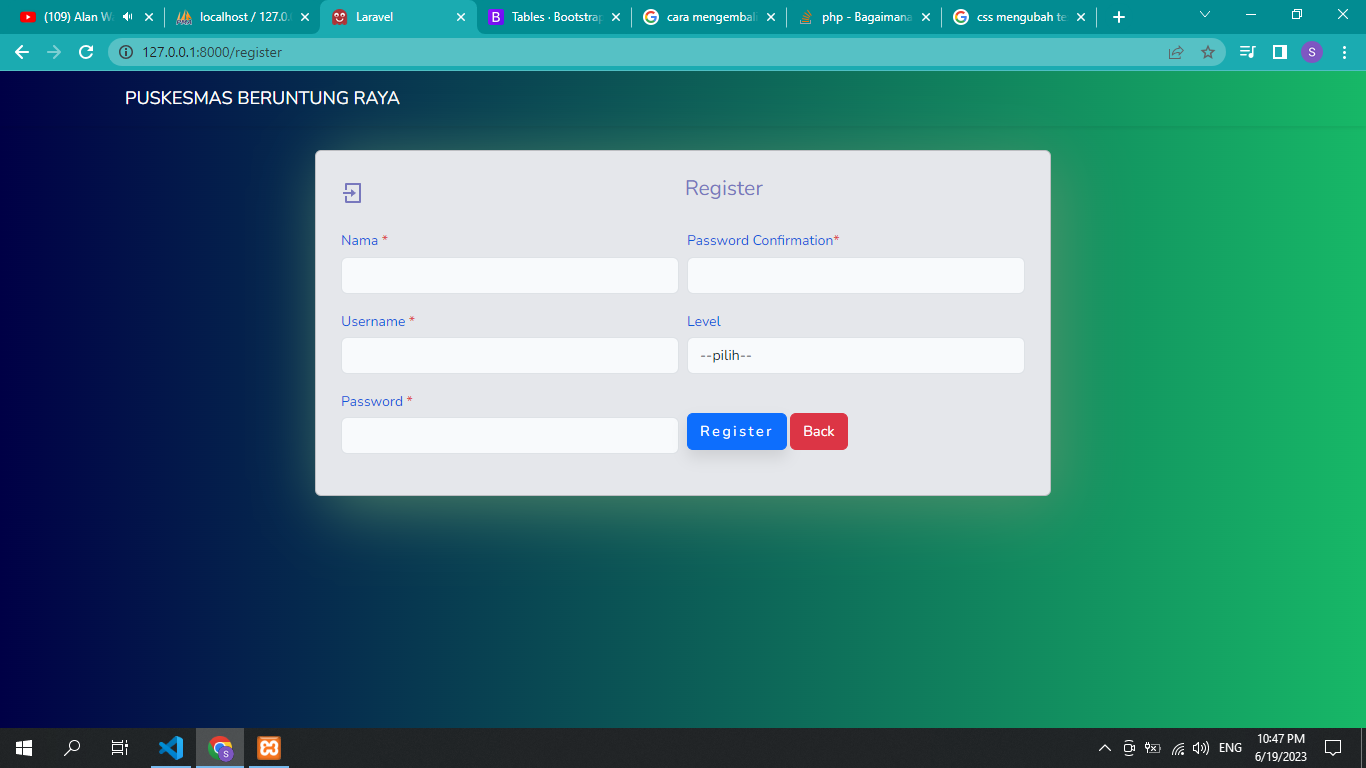 (109) Alan Wa
localhost / 127.0.
Laravel
Tables · Bootstrap
cara mengembali
php - Bagaimana
css mengubah te
127.0.0.1:8000/register
S
PUSKESMAS BERUNTUNG RAYA
Register
Nama *
Password Confirmation*
Username *
Level
--pilih--
Password *
Register
Back
ENG
10:47 PM
6/19/2023